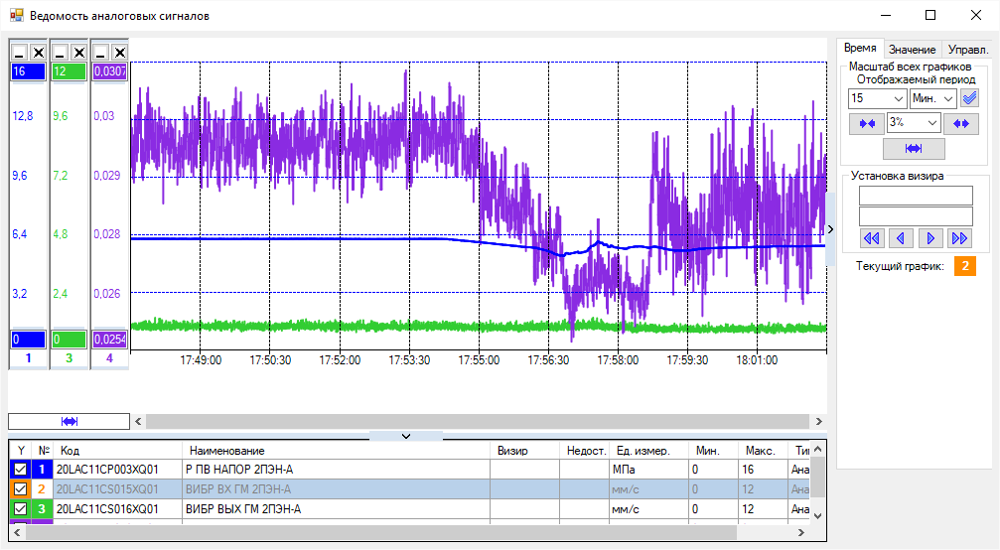 Ведомость аналоговых сигналов
16 12 0,0307
12,8 9,6 0,03
9,6 7,2 0,029
6,4 4,8 0,028
3,2 2,4 0,026
0 0 0,0254
1 3 4
17:49:00 17:50:30 17:52:00 17:53:30 17:55:00 17:56:30 17:58:00 17:59:30 18:01:00
Время Значение Управл.
Масштаб всех графиков
Отображаемый период
15 Мин.
3%
Установка визира
Текущий график: 2
Y № Код Наименование Визир Недост. Ед. измер. Мин. Макс. Ти
1 20LAC11CP003XQ01 Р ПВ НАПОР 2ПЭН-А МПа 0 16 Ана
2 20LAC11CS015XQ01 ВИБР ВХ ГМ 2ПЭН-А мм/с 0 12 Ана
3 20LAC11CS016XQ01 ВИБР ВЫХ ГМ 2ПЭН-А мм/с 0 12 Ана